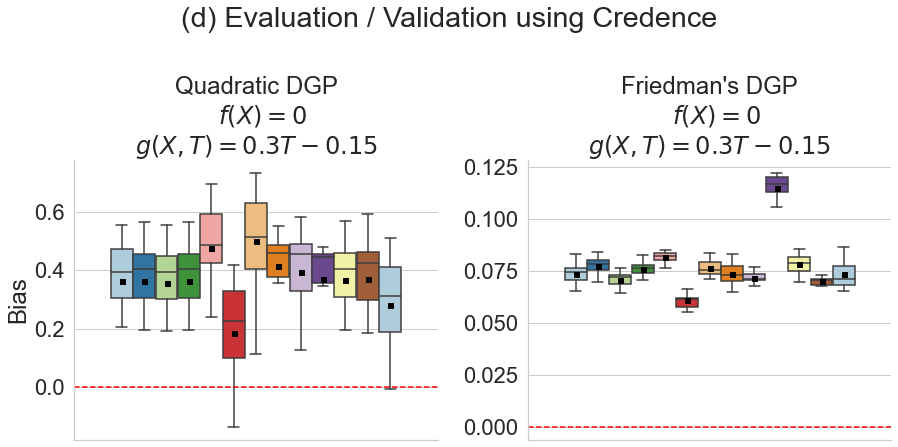 (d) Evaluation / Validation using Credence
Quadratic DGP
f(X) = 0
g(X, T) = 0.3T − 0.15
Bias
0.6
0.4
0.2
0.0
Friedman's DGP
f(X) = 0
g(X, T) = 0.3T − 0.15
0.125
0.100
0.075
0.050
0.025
0.000